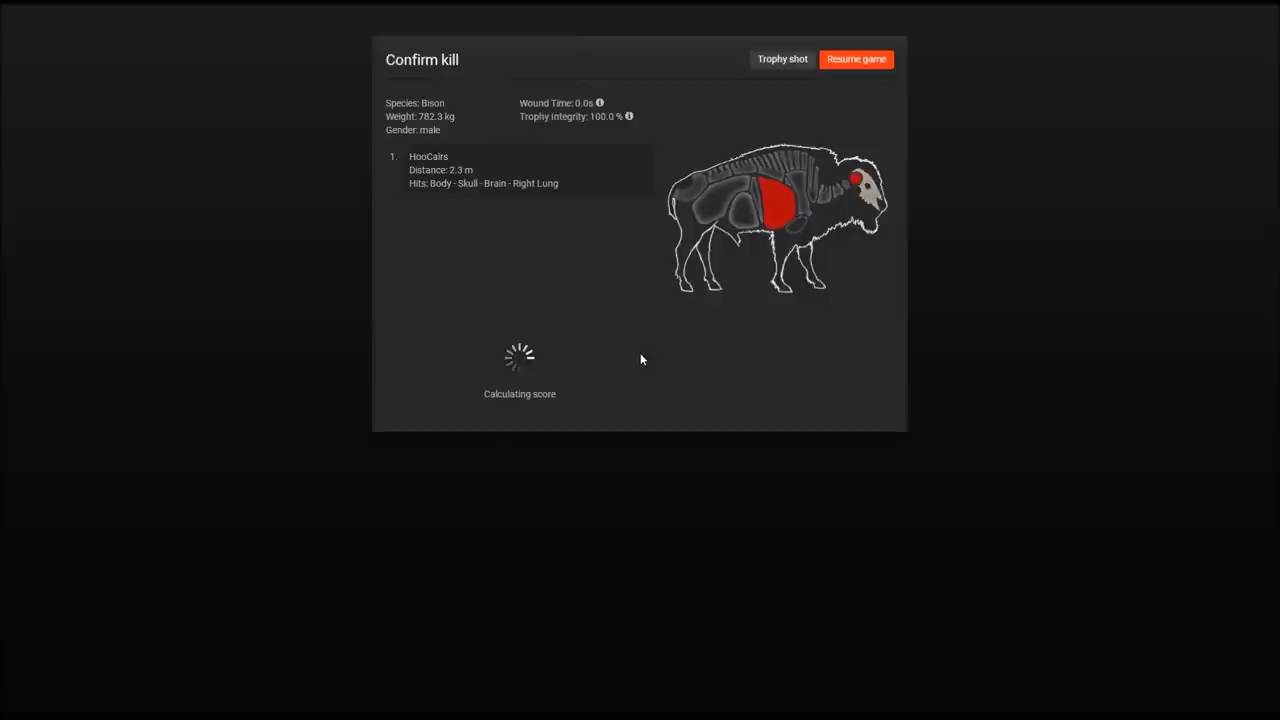 Confirm kill
Trophy shot
Resume game
Species: Bison
Weight: 782.3 kg
Gender: male
Wound Time: 0.0s
Trophy Integrity: 100.0 %
1.
HooCairs
Distance: 2.3 m
Hits: Body - Skull - Brain - Right Lung
Calculating score